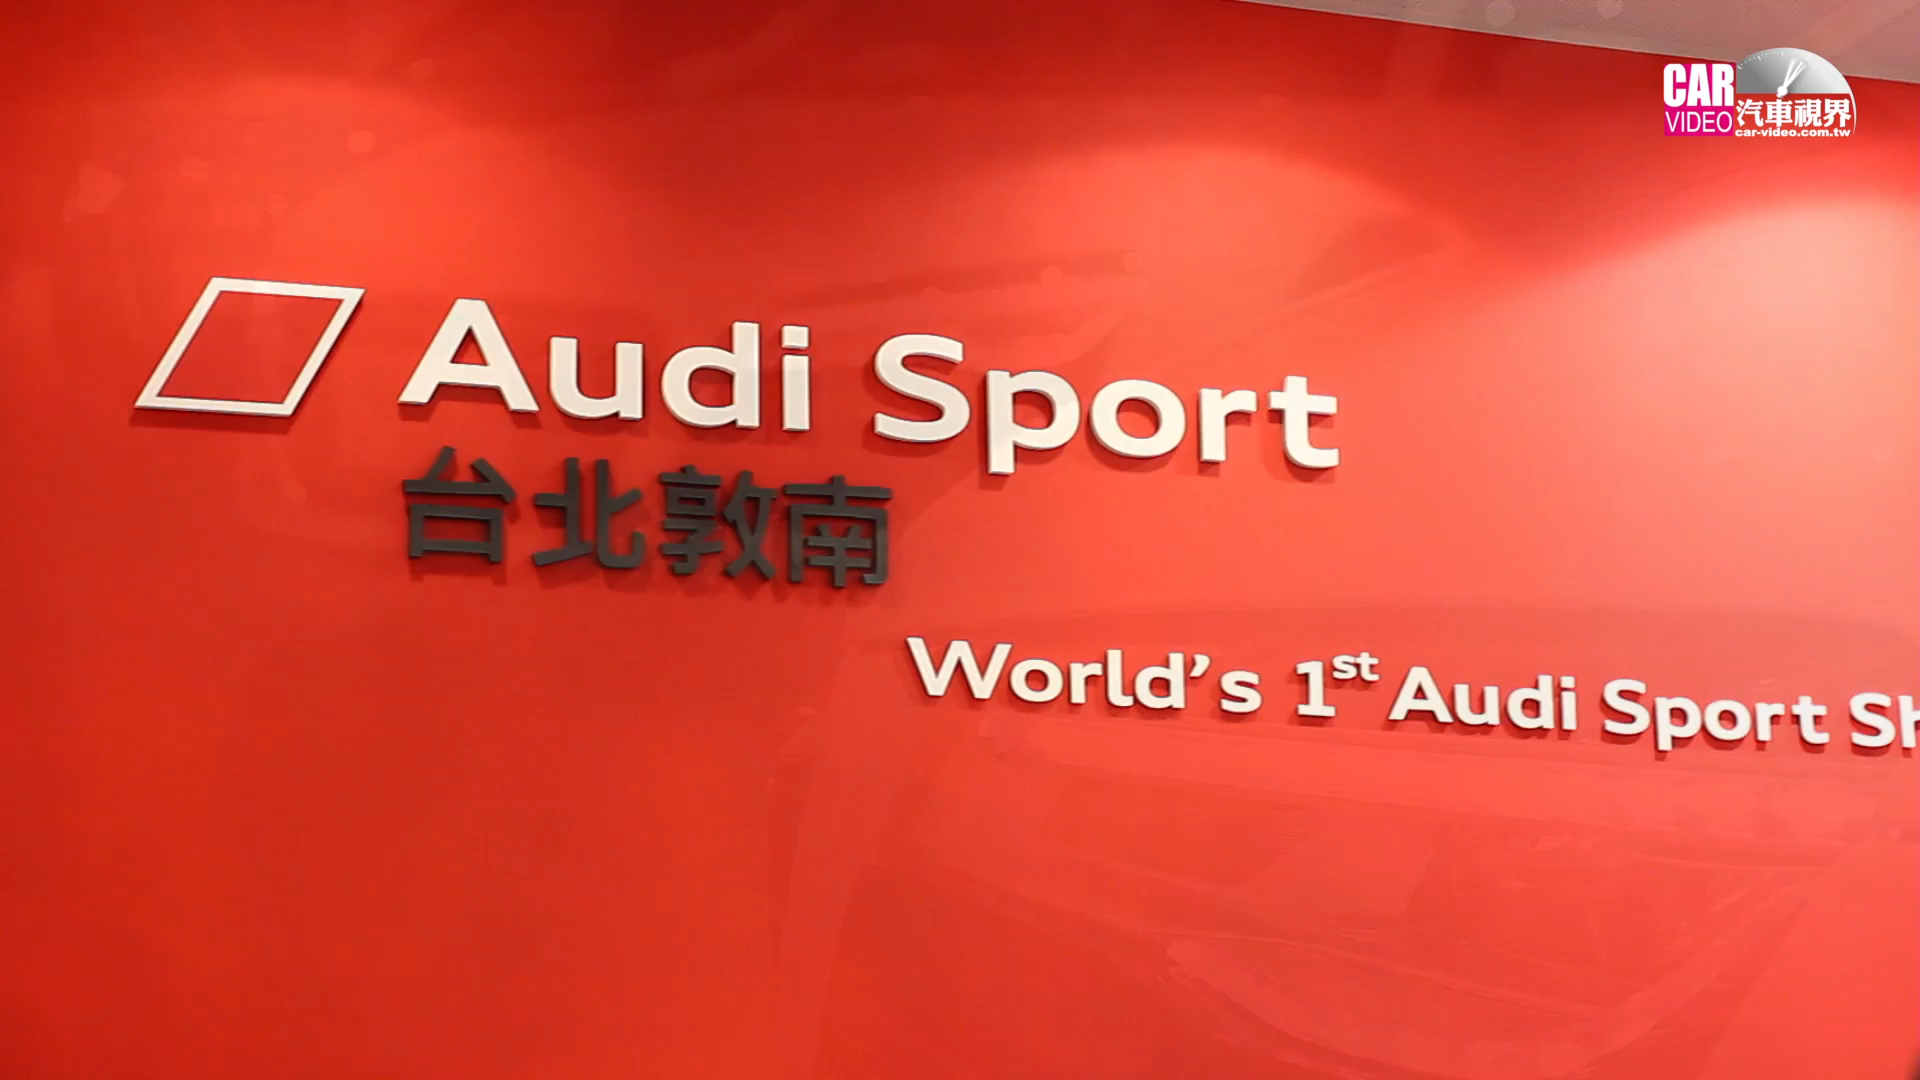 CAR
VIDEO 汽車視界
car-video.com.tw
Audi Sport
台北敦南
World's 1st Audi Sport Sh